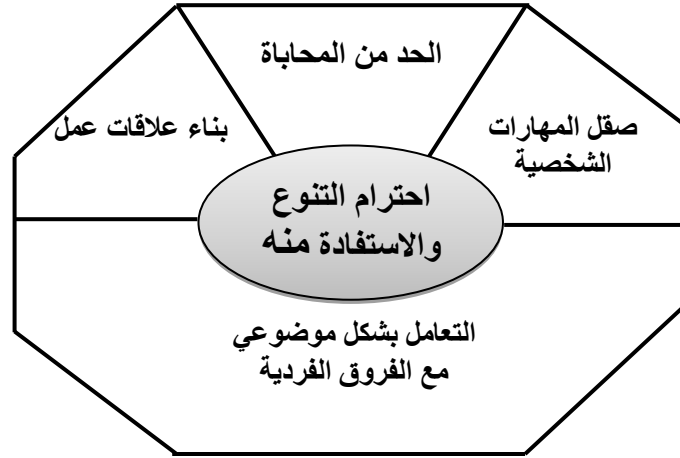 الحد من المحاباة
صقل المهارات
الشخصية
بناء علاقات عمل
احترام التنوع
والاستفادة منه
التعامل بشكل موضوعي
مع الفروق الفردية